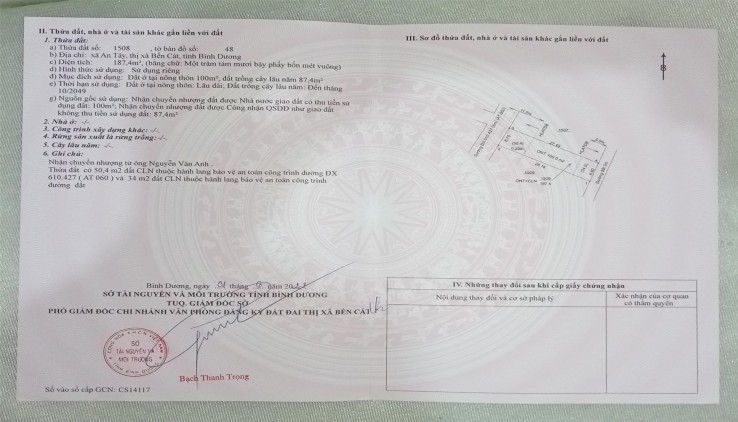 II. Thửa đất, nhà ở và tài sản khác gắn liền với đất
1. Thửa đất:
a) Thửa đất số: 1508 , tờ bản đồ số: 48
b) Địa chỉ: xã An Tây, thị xã Bến Cát, tỉnh Bình Dương
c) Diện tích: 187,4m², (bằng chữ: Một trăm tám mươi bảy phẩy bốn mét vuông)
d) Hình thức sử dụng: Sử dụng riêng
đ) Mục đích sử dụng: Đất ở tại nông thôn 100m², đất trồng cây lâu năm 87,4m²
e) Thời hạn sử dụng: Đất ở tại nông thôn: Lâu dài; Đất trồng cây lâu năm: Đến tháng
10/2049
g) Nguồn gốc sử dụng: Nhận chuyển nhượng đất được Nhà nước giao đất có thu tiền sử
dụng đất: 100m²; Nhận chuyển nhượng đất được Công nhận QSDĐ như giao đất
không thu tiền sử dụng đất: 87,4m²
2. Nhà ở: -/-.
3. Công trình xây dựng khác: -/-.
4. Rừng sản xuất là rừng trồng: -/-.
5. Cây lâu năm: -/-.
6. Ghi chú:
Nhận chuyển nhượng từ ông Nguyễn Văn Anh
Thửa đất có 50,4 m2 đất CLN thuộc hành lang bảo vệ an toàn công trình đường ĐX
610.427 ( AT 060 ) và 34 m2 đất CLN thuộc hành lang bảo vệ an toàn công trình
đường đất
Bình Dương, ngày 01 tháng năm
SỞ TÀI NGUYÊN VÀ MÔI TRƯỜNG TỈNH BÌNH DƯƠNG
TUQ. GIÁM ĐỐC SỞ
PHÓ GIÁM ĐỐC CHI NHÁNH VĂN PHÒNG ĐĂNG KÝ ĐẤT ĐAI THỊ XÃ BẾN CÁT
SỞ
TÀI NGUYÊN VÀ
MÔI TRƯỜNG
Bạch Thanh Trọng
Số vào sổ cấp GCN: CS14117
III. Sơ đồ thửa đất, nhà ở và tài sản khác gắn liền với đất
B
IV. Những thay đổi sau khi cấp giấy chứng nhận
Nội dung thay đổi và cơ sở pháp lý
Xác nhận của cơ quan
có thẩm quyền